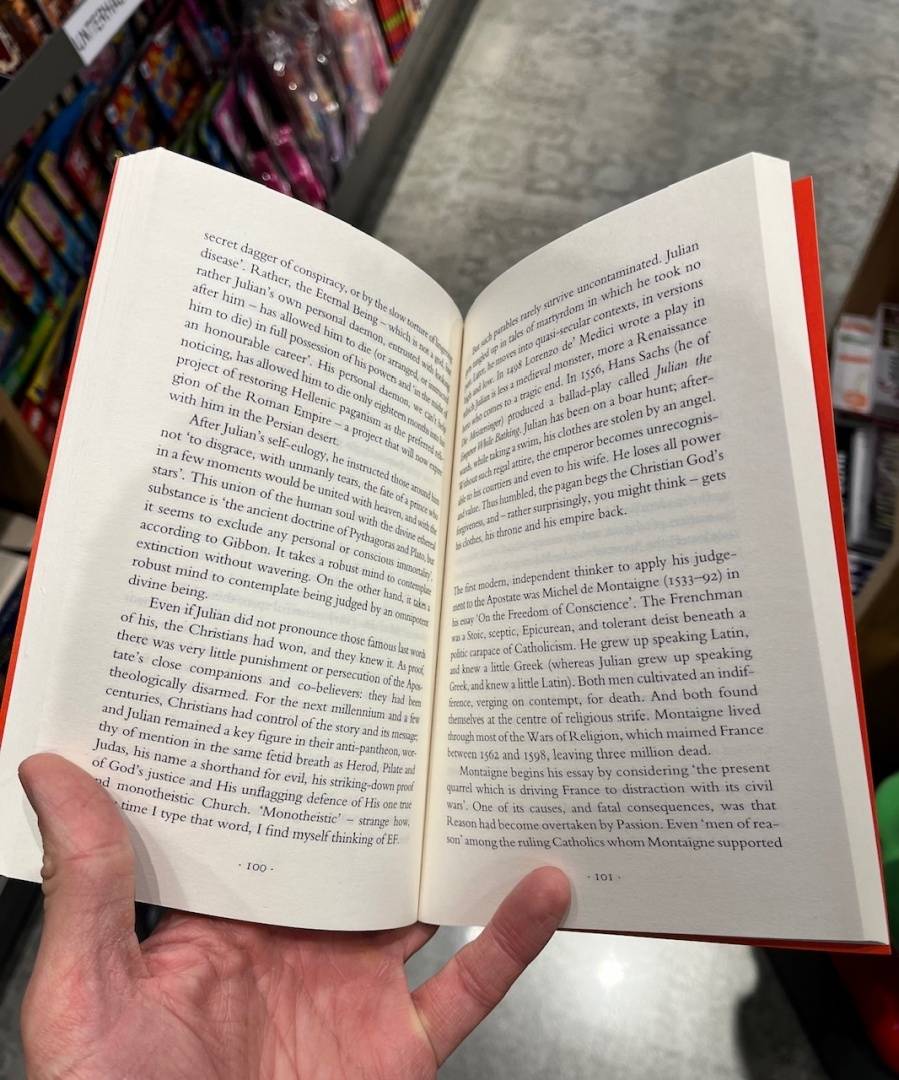 secret dagger of conspiracy, or by the slow torture of
disease'. Rather, the Eternal Being – which is not a god
rather Julian's own personal daemon, entrusted with
after him – has allowed him to die (or arranged, or
him to die) in full possession of his powers and 'in the midst of
an honourable career'. His personal daemon, we can't help
noticing, has allowed him to die only eighteen months into his
project of restoring Hellenic paganism as the preferred reli-
gion of the Roman Empire – a project that will now expire
with him in the Persian desert.
After Julian's self-eulogy, he instructed those around him
not 'to disgrace, with unmanly tears, the fate of a prince who
in a few moments would be united with heaven, and with the
stars'. This union of the human soul with the divine ethereal
substance is 'the ancient doctrine of Pythagoras and Plato, but
it seems to exclude any personal or conscious immortality',
according to Gibbon. It takes a robust mind to contemplate
extinction without wavering. On the other hand, it takes a
robust mind to contemplate being judged by an omnipotent
divine being.
Even if Julian did not pronounce those famous last words
of his, the Christians had won, and they knew it. As proof,
there was very little punishment or persecution of the Apos-
tate's close companions and co-believers: they had been
theologically disarmed. For the next millennium and a few
centuries, Christians had control of the story and its message;
and Julian remained a key figure in their anti-pantheon, wor-
thy of mention in the same fetid breath as Herod, Pilate and
Judas, his name a shorthand for evil, his striking-down proof
of God's justice and His unflagging defence of His one true
monotheistic Church. 'Monotheistic' – strange how,
time I type that word, I find myself thinking of EF.
· 100 ·
But such parables rarely survive uncontaminated. Julian
tangled up in tales of martyrdom in which he took no
part. Later, he moves into quasi-secular contexts, in versions
high and low. In 1498 Lorenzo de' Medici wrote a play in
which Julian is less a medieval monster, more a Renaissance
hero who comes to a tragic end. In 1556, Hans Sachs (he of
Die Meistersinger) produced a ballad-play called Julian the
Emperor While Bathing. Julian has been on a boar hunt; after-
wards, while taking a swim, his clothes are stolen by an angel.
Without such regal attire, the emperor becomes unrecognis-
able to his courtiers and even to his wife. He loses all power
and value. Thus humbled, the pagan begs the Christian God's
forgiveness, and – rather surprisingly, you might think – gets
his clothes, his throne and his empire back.
The first modern, independent thinker to apply his judge-
ment to the Apostate was Michel de Montaigne (1533–92) in
his essay 'On the Freedom of Conscience'. The Frenchman
was a Stoic, sceptic, Epicurean, and tolerant deist beneath a
politic carapace of Catholicism. He grew up speaking Latin,
and knew a little Greek (whereas Julian grew up speaking
Greek, and knew a little Latin). Both men cultivated an indif-
ference, verging on contempt, for death. And both found
themselves at the centre of religious strife. Montaigne lived
through most of the Wars of Religion, which maimed France
between 1562 and 1598, leaving three million dead.
Montaigne begins his essay by considering 'the present
quarrel which is driving France to distraction with its civil
wars'. One of its causes, and fatal consequences, was that
Reason had become overtaken by Passion. Even 'men of rea-
son' among the ruling Catholics whom Montaigne supported
· 101 ·